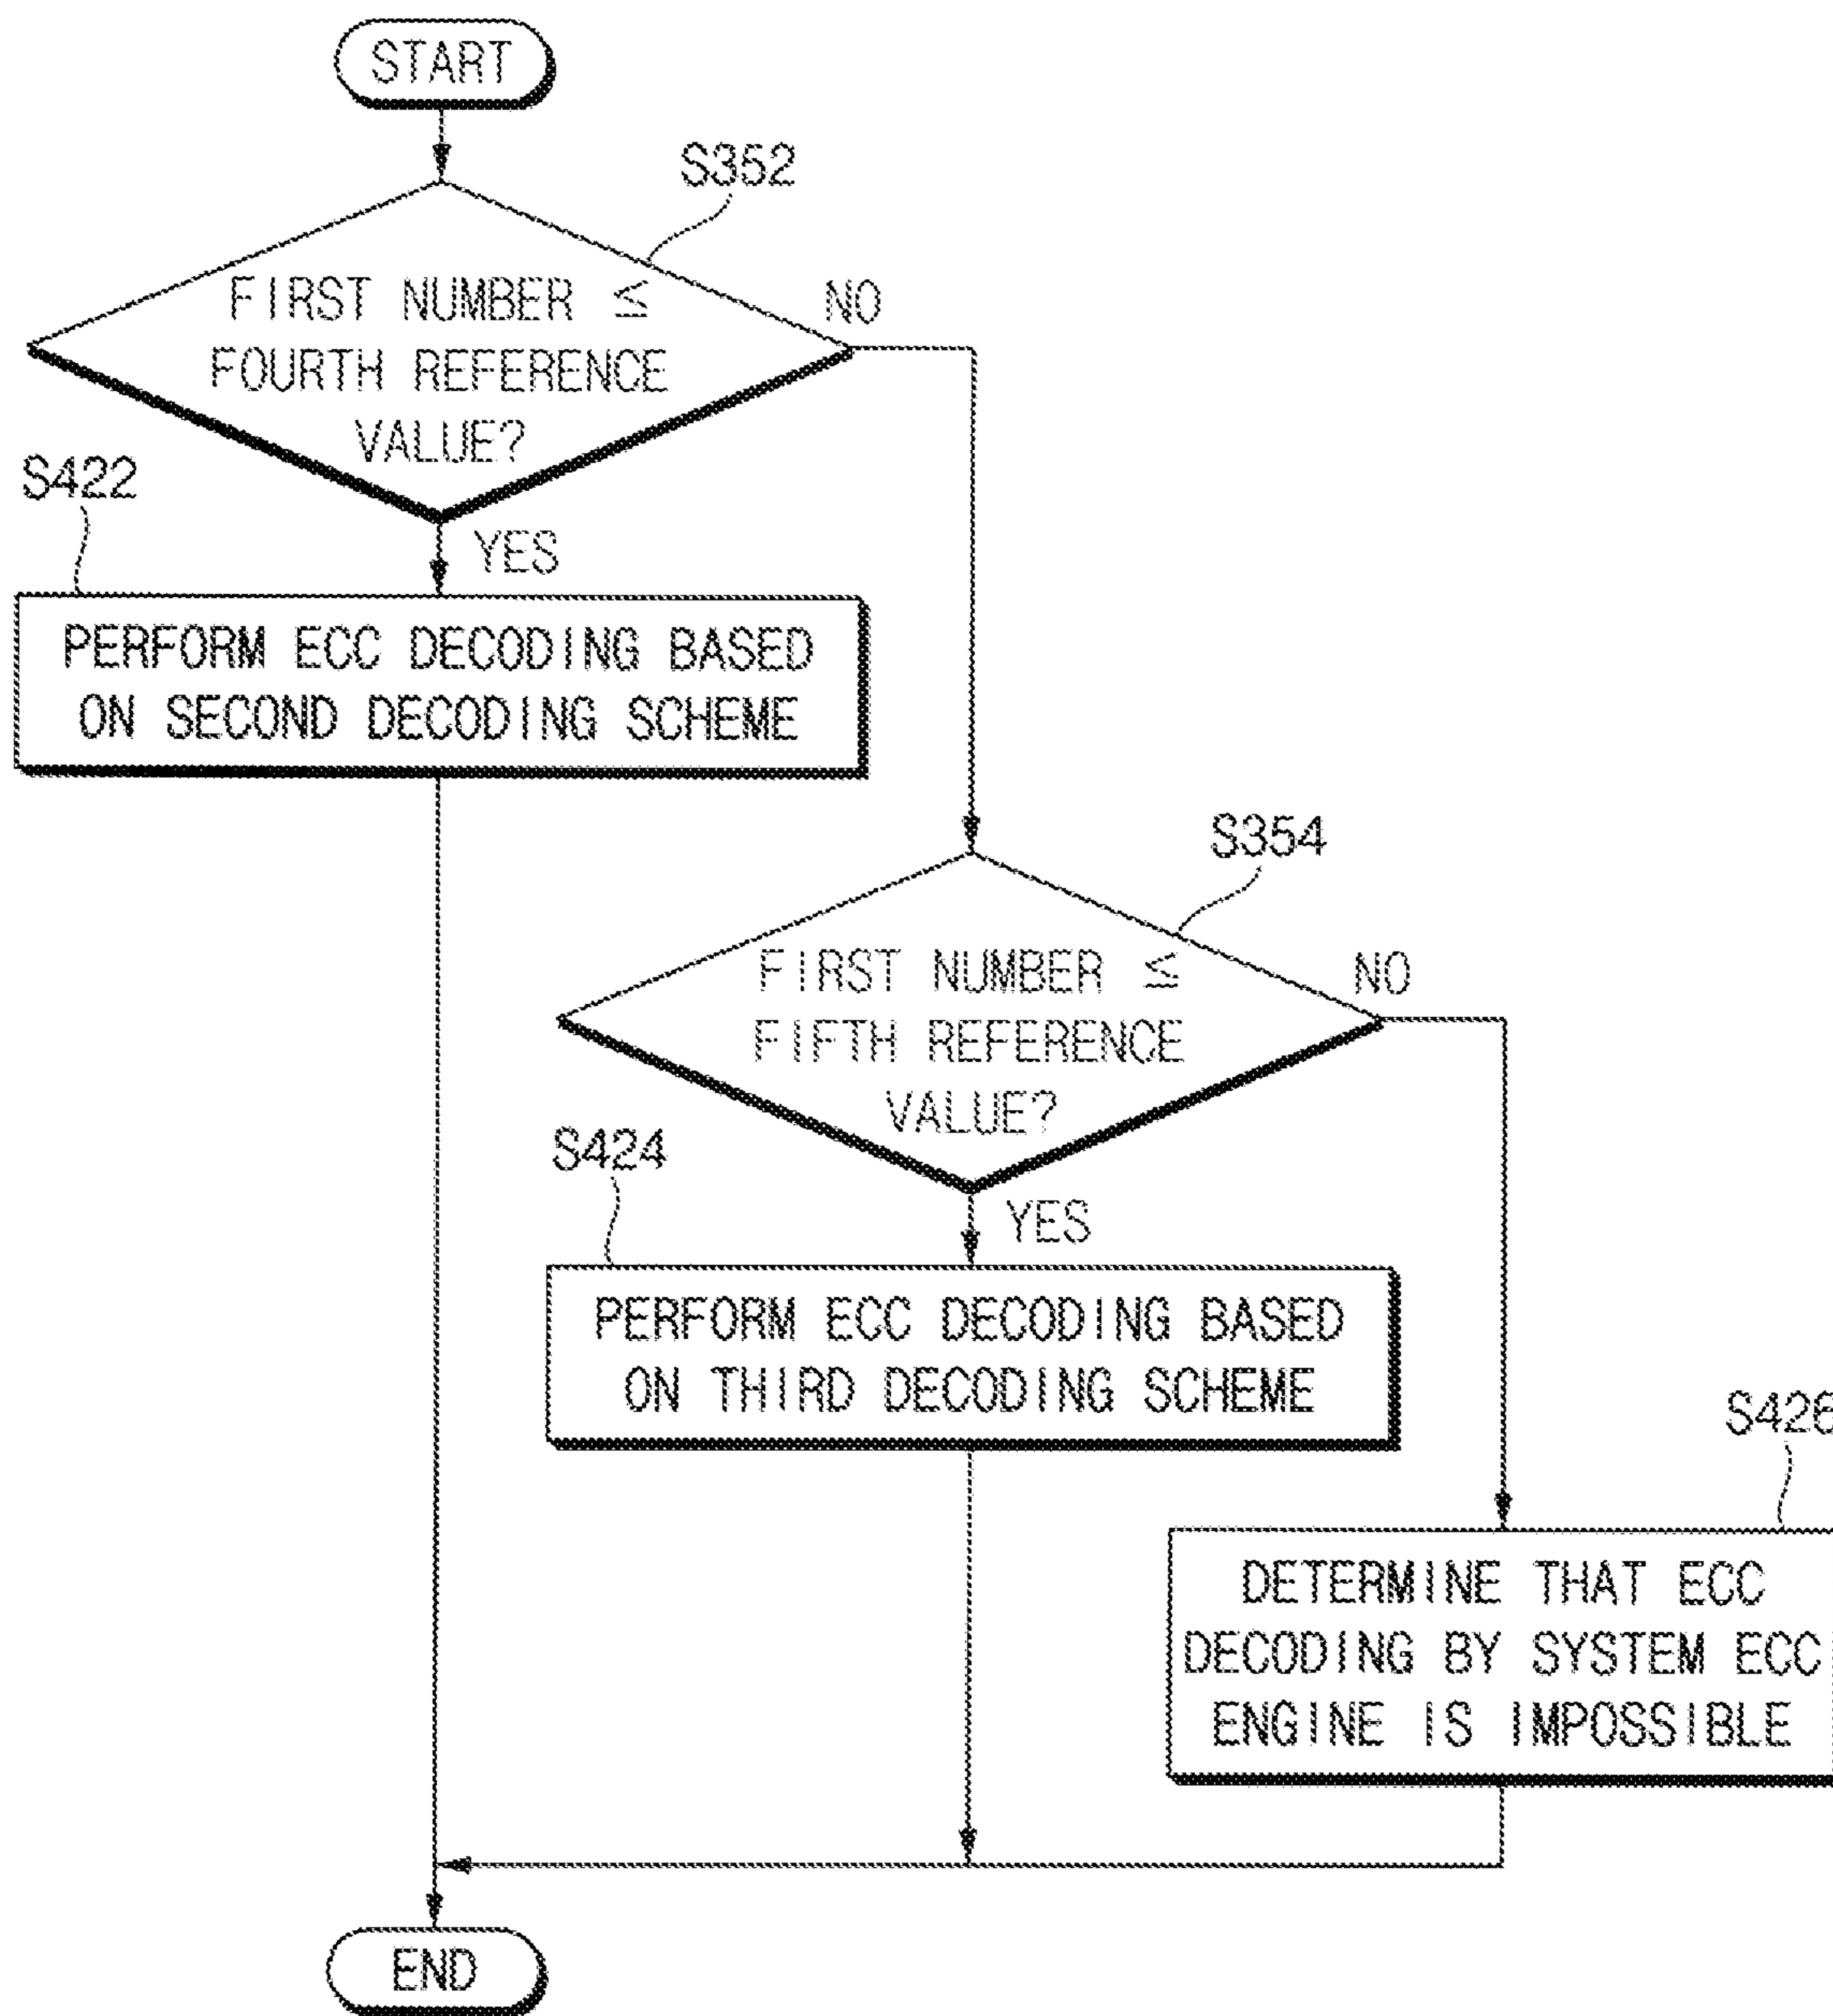 START
S352
FIRST NUMBER ≦
FOURTH REFERENCE
VALUE?
NO
S422
YES
PERFORM ECC DECODING BASED
ON SECOND DECODING SCHEME
S354
FIRST NUMBER ≦
FIFTH REFERENCE
VALUE?
NO
S424
YES
PERFORM ECC DECODING BASED
ON THIRD DECODING SCHEME
S426
DETERMINE THAT ECC
DECODING BY SYSTEM ECC
ENGINE IS IMPOSSIBLE
END